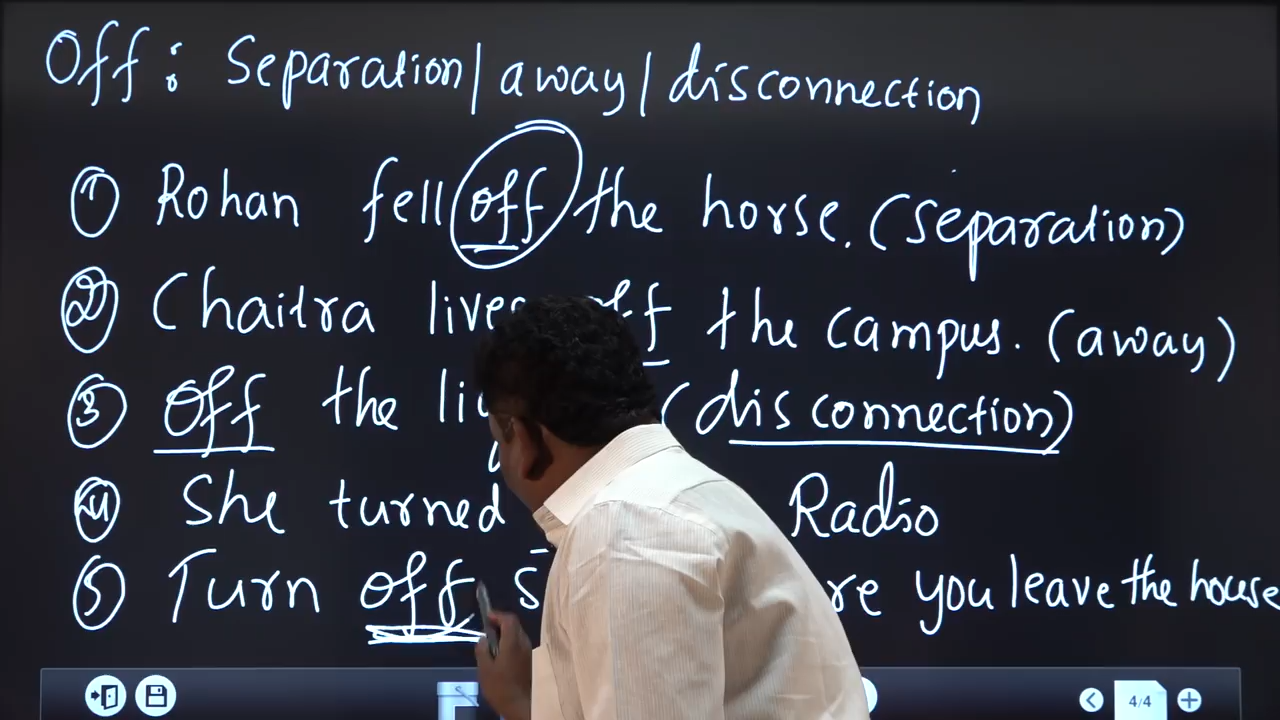 Off: Separation/away/disconnection
① Rohan fell off the horse. (Separation)
② Chaitra off the campus. (away)
③ Off the (disconnection)
④ She turned Radio
⑤ Turn off you leave the house
4/4